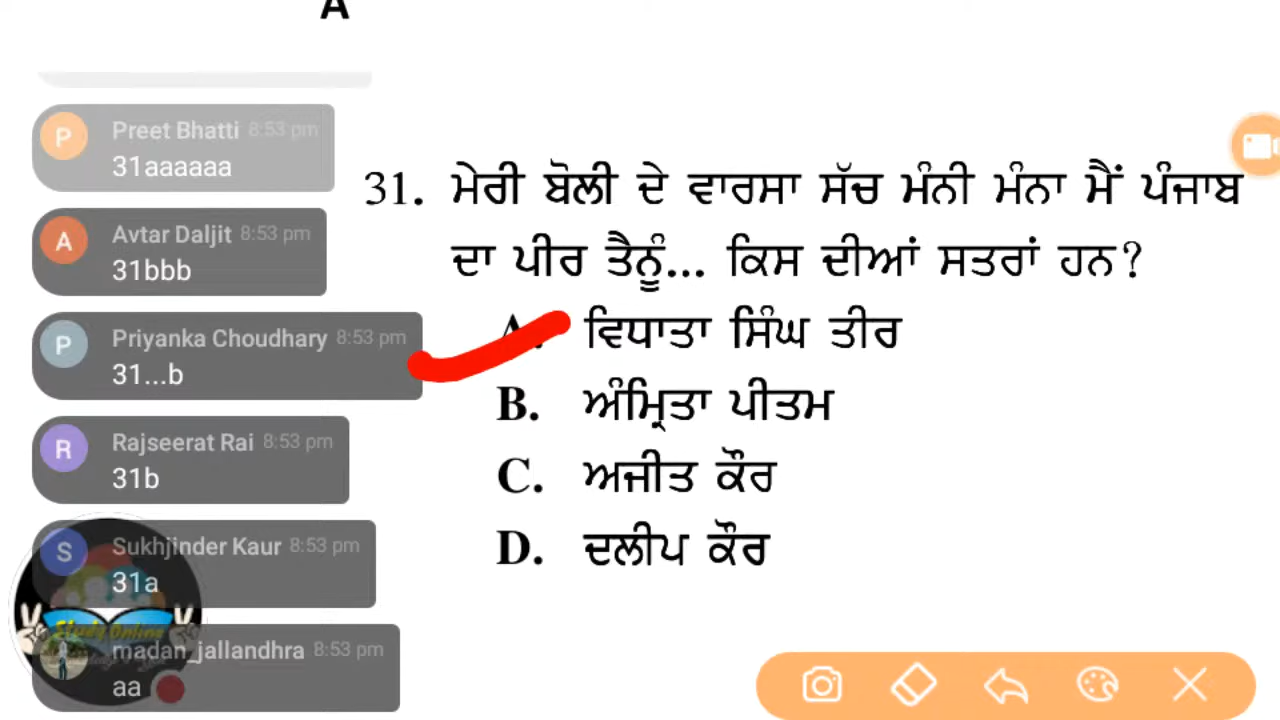 A
Preet Bhatti 8:53 pm
31aaaaaa
Avtar Daljit 8:53 pm
31bbb
Priyanka Choudhary 8:53 pm
31...b
Rajseerat Rai 8:53 pm
31b
Sukhjinder Kaur 8:53 pm
31a
Study Online
madan_jallandhra 8:53 pm
aa
31. ਮੇਰੀ ਬੋਲੀ ਦੇ ਵਾਰਸਾ ਸੱਚ ਮੰਨੀ ਮੰਨਾ ਮੈਂ ਪੰਜਾਬ
ਦਾ ਪੀਰ ਤੈਨੂੰ... ਕਿਸ ਦੀਆਂ ਸਤਰਾਂ ਹਨ?
A. ਵਿਧਾਤਾ ਸਿੰਘ ਤੀਰ
B. ਅੰਮ੍ਰਿਤਾ ਪੀਤਮ
C. ਅਜੀਤ ਕੌਰ
D. ਦਲੀਪ ਕੌਰ